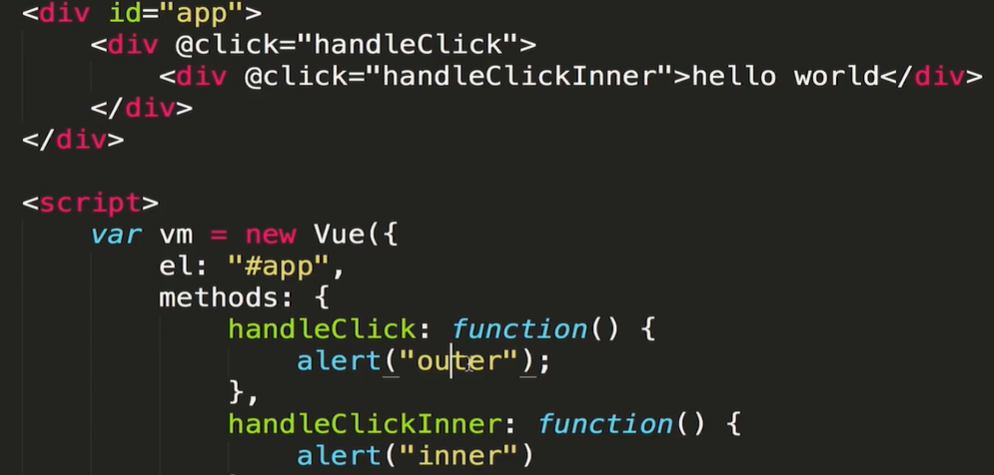 <div id="app">
<div @click="handleClick">
<div @click="handleClickInner">hello world</div>
</div>
</div>
<script>
var vm = new Vue({
el: "#app",
methods: {
handleClick: function() {
alert("outer");
},
handleClickInner: function() {
alert("inner")